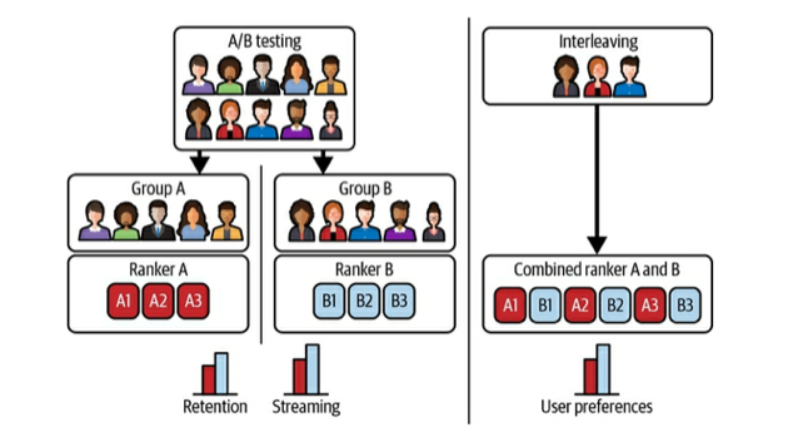 A/B testing
Interleaving
Group A
Group B
Ranker A
Ranker B
Combined ranker A and B
A1 A2 A3
B1 B2 B3
A1 B1 A2 B2 A3 B3
Retention
Streaming
User preferences